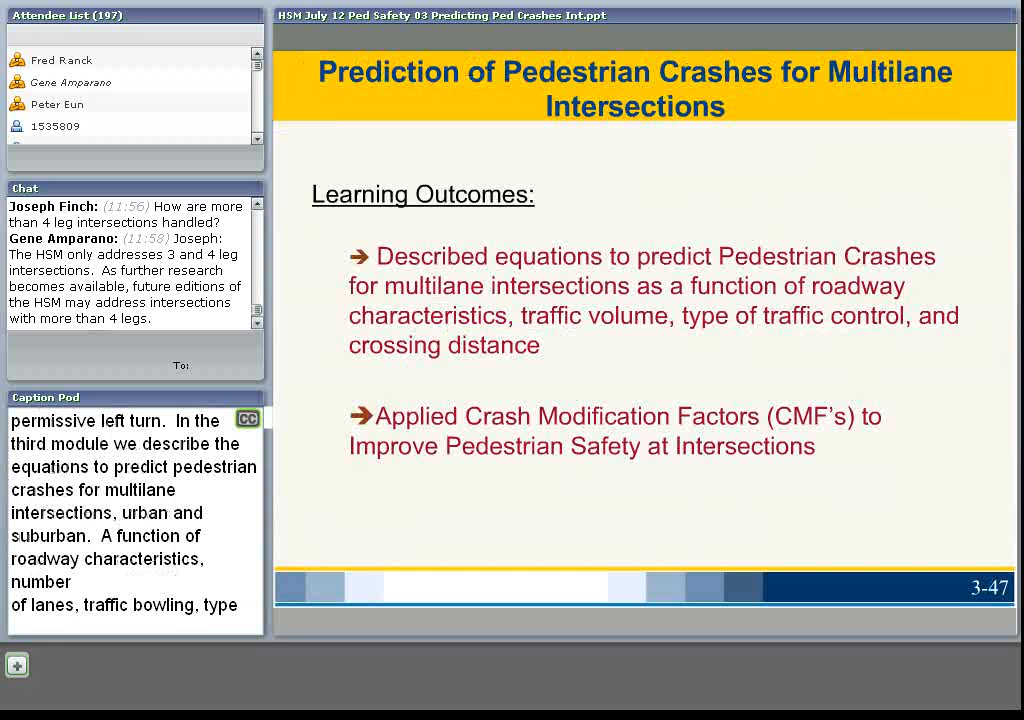 Attendee List (197)
Fred Ranck
Gene Amparano
Peter Eun
1535809
Chat
Joseph Finch: (11:56) How are more
than 4 leg intersections handled?
Gene Amparano: (11:58) Joseph:
The HSM only addresses 3 and 4 leg
intersections. As further research
becomes available, future editions of
the HSM may address intersections
with more than 4 legs.
To:
Caption Pod
CC
permissive left turn. In the
third module we describe the
equations to predict pedestrian
crashes for multilane
intersections, urban and
suburban. A function of
roadway characteristics,
number
of lanes, traffic bowling, type
HSM July 12 Ped Safety 03 Predicting Ped Crashes Int.ppt
Prediction of Pedestrian Crashes for Multilane
Intersections
Learning Outcomes:
➔ Described equations to predict Pedestrian Crashes
for multilane intersections as a function of roadway
characteristics, traffic volume, type of traffic control, and
crossing distance
➔Applied Crash Modification Factors (CMF's) to
Improve Pedestrian Safety at Intersections
3-47